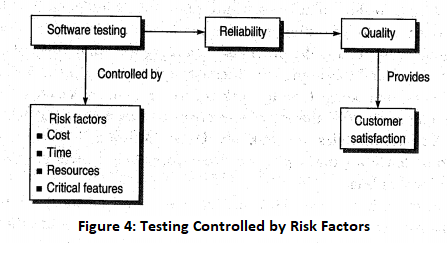 Software testing
Reliability
Quality
Controlled by
Provides
Risk factors
■ Cost
■ Time
■ Resources
■ Critical features
Customer
satisfaction
Figure 4: Testing Controlled by Risk Factors